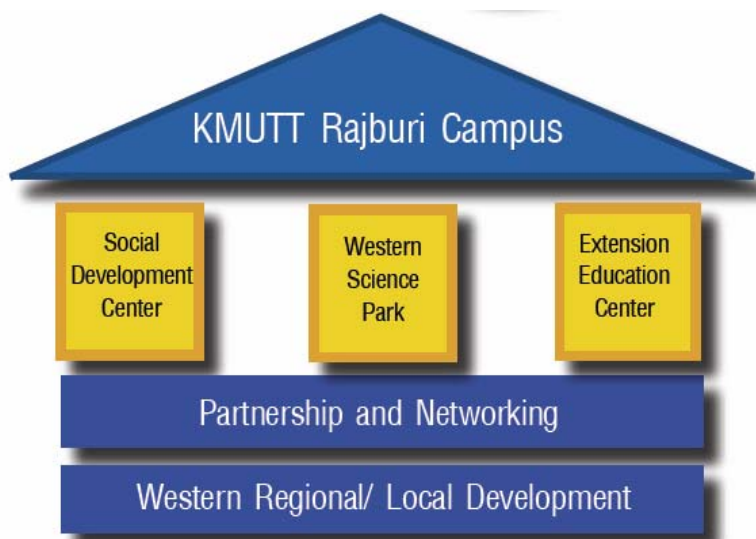 KMUTT Rajburi Campus
Social
Development
Center
Western
Science
Park
Extension
Education
Center
Partnership and Networking
Western Regional/ Local Development